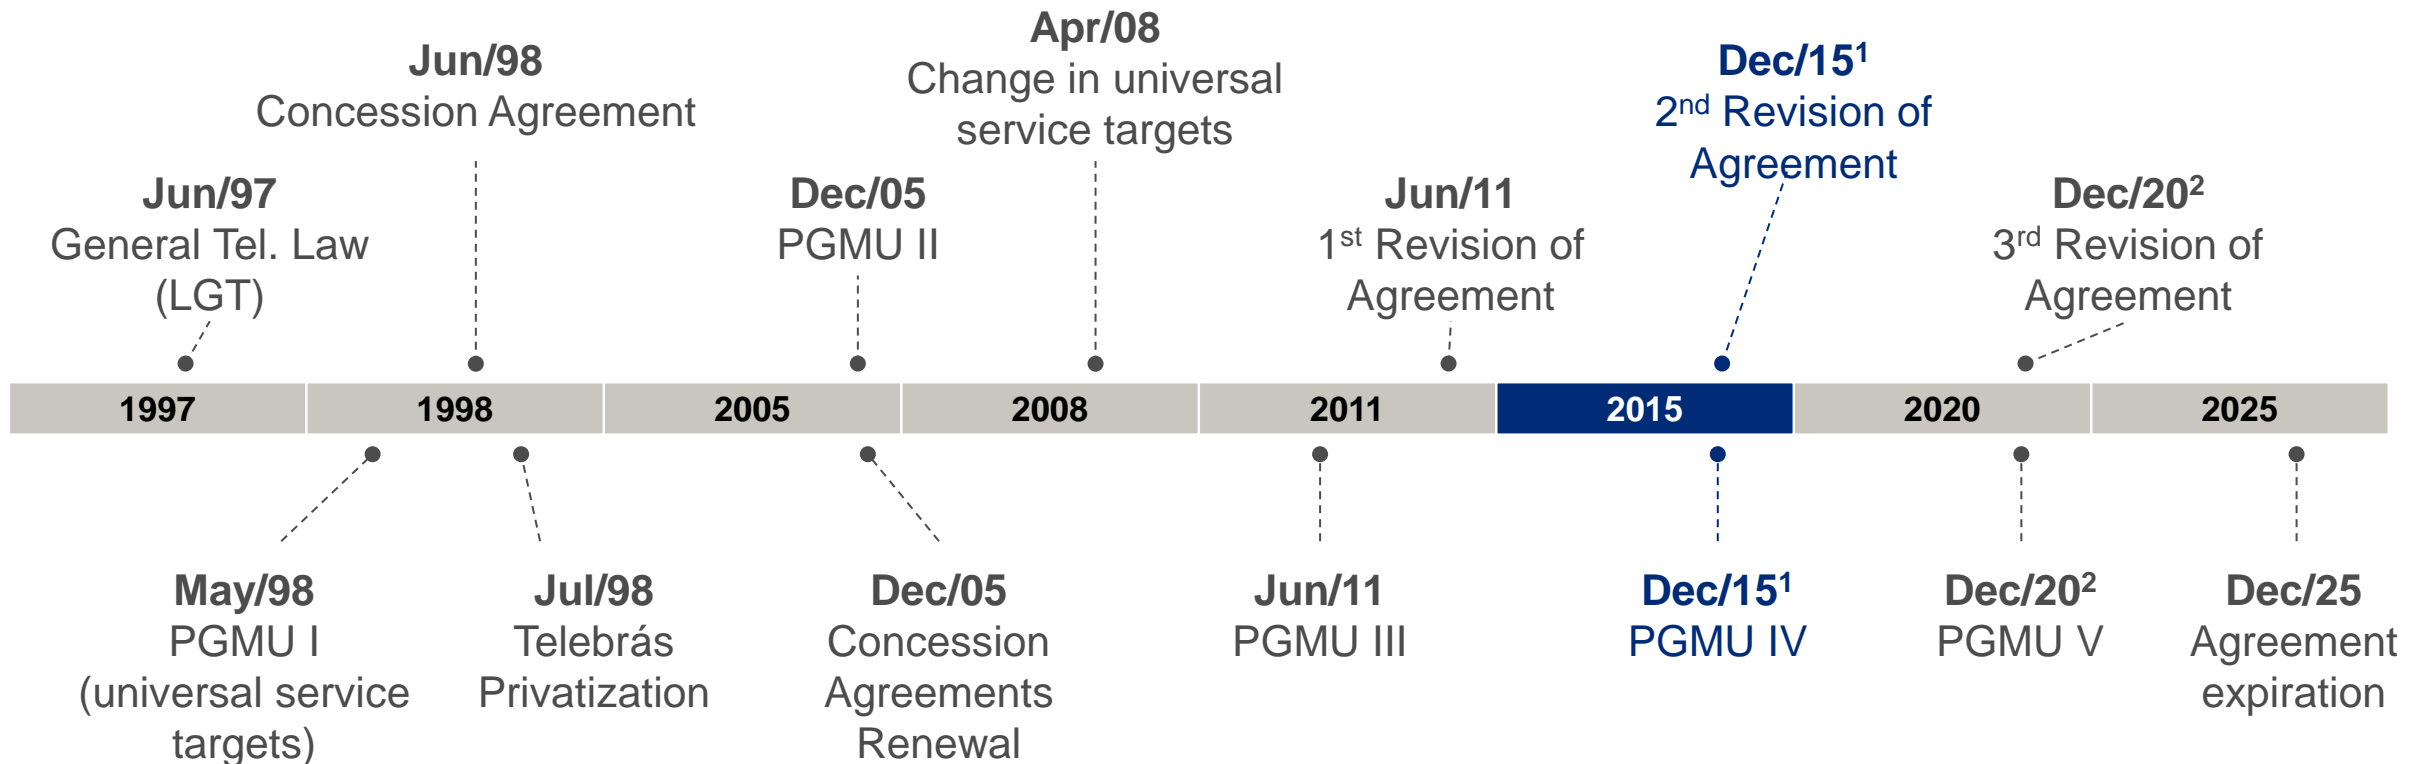 Jun/97
General Tel. Law
(LGT)
Jun/98
Concession Agreement
Dec/05
PGMU II
Apr/08
Change in universal
service targets
Jun/11
1st Revision of
Agreement
Dec/15¹
2nd Revision of
Agreement
Dec/20²
3rd Revision of
Agreement
1997
1998
2005
2008
2011
2015
2020
2025
May/98
PGMU I
(universal service
targets)
Jul/98
Telebrás
Privatization
Dec/05
Concession
Agreements
Renewal
Jun/11
PGMU III
Dec/15¹
PGMU IV
Dec/20²
PGMU V
Dec/25
Agreement
expiration